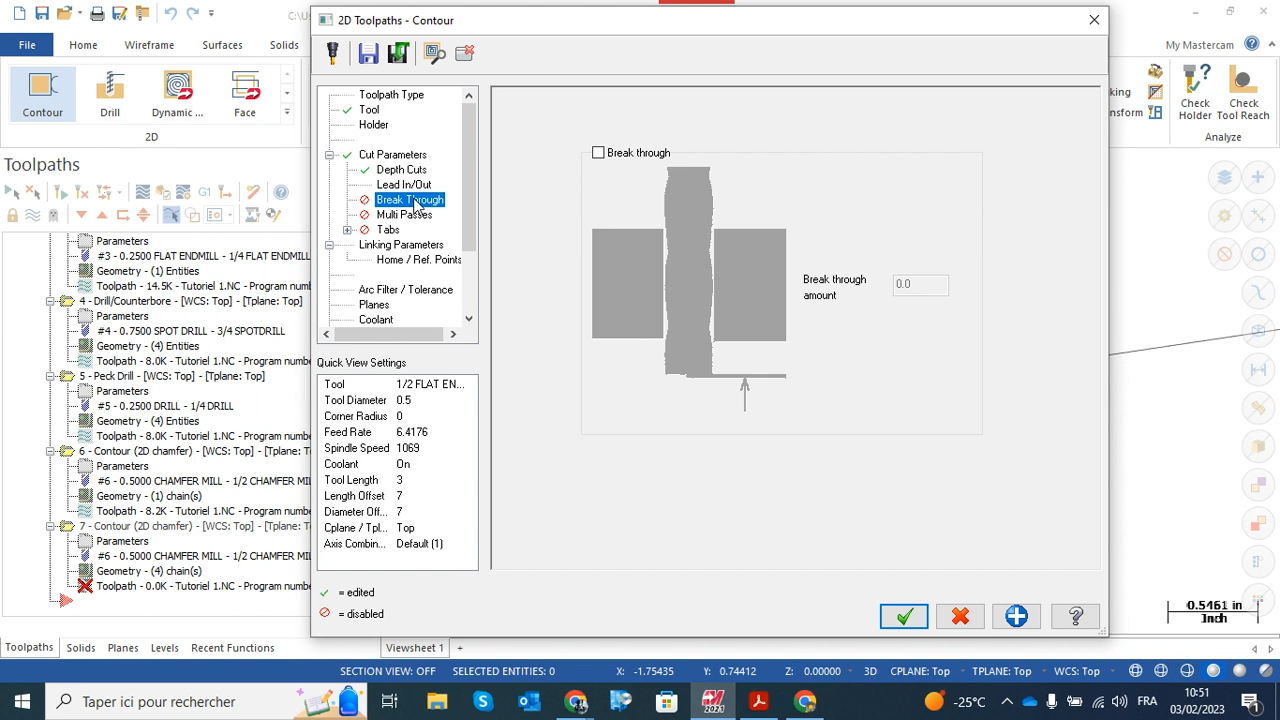 2D Toolpaths - Contour
C:\Us
File
Home
Wireframe
Surfaces
Solids
My Mastercam
Contour
Drill
Dynamic ...
Face
2D
king
ansform
Check
Holder
Check
Tool Reach
Analyze
Toolpaths
G1
Parameters
#3 - 0.2500 FLAT ENDMILL - 1/4 FLAT ENDMIL
Geometry - (1) Entities
Toolpath - 14.5K - Tutoriel 1.NC - Program numb
4 - Drill/Counterbore - [WCS: Top] - [Tplane: Top]
Parameters
#4 - 0.7500 SPOT DRILL - 3/4 SPOTDRILL
Geometry - (4) Entities
Toolpath - 8.0K - Tutoriel 1.NC - Program numbe
5 - Peck Drill - [WCS: Top] - [Tplane: Top]
Parameters
#5 - 0.2500 DRILL - 1/4 DRILL
Geometry - (4) Entities
Toolpath - 8.0K - Tutoriel 1.NC - Program numbe
6 - Contour (2D chamfer) - [WCS: Top] - [Tplane: T
Parameters
#6 - 0.5000 CHAMFER MILL - 1/2 CHAMFER M
Geometry - (1) chain(s)
Toolpath - 8.2K - Tutoriel 1.NC - Program numbe
7 - Contour (2D chamfer) - [WCS: Top] - [Tplane: T
Parameters
#6 - 0.5000 CHAMFER MILL - 1/2 CHAMFER M
Geometry - (4) chain(s)
Toolpath - 0.0K - Tutoriel 1.NC - Program numbe
Toolpath Type
Tool
Holder
Cut Parameters
Depth Cuts
Lead In/Out
Break Through
Multi Passes
Tabs
Linking Parameters
Home / Ref. Points
Arc Filter / Tolerance
Planes
Coolant
Quick View Settings
Tool 1/2 FLAT EN...
Tool Diameter 0.5
Corner Radius 0
Feed Rate 6.4176
Spindle Speed 1069
Coolant On
Tool Length 3
Length Offset 7
Diameter Of... 7
Cplane / Tpl... Top
Axis Combin... Default (1)
= edited
= disabled
Break through
Break through
amount
0.0
0.5461 in
Inch
Toolpaths
Solids
Planes
Levels
Recent Functions
Viewsheet 1
+
SECTION VIEW: OFF
SELECTED ENTITIES: 0
X: -1.75435
Y: 0.74412
Z: 0.00000
3D
CPLANE: Top
TPLANE: Top
WCS: Top
Taper ici pour rechercher
2021
-25°C
FRA
10:51
03/02/2023
1